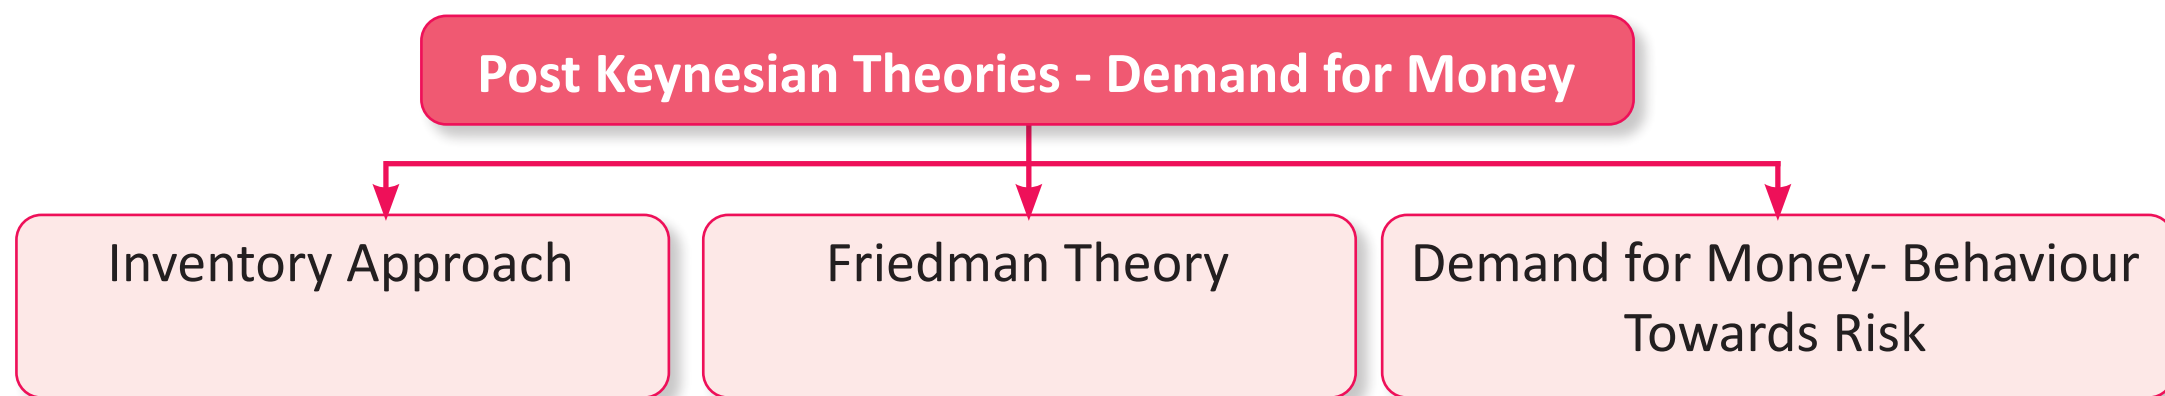 Post Keynesian Theories - Demand for Money
Inventory Approach
Friedman Theory
Demand for Money- Behaviour
Towards Risk